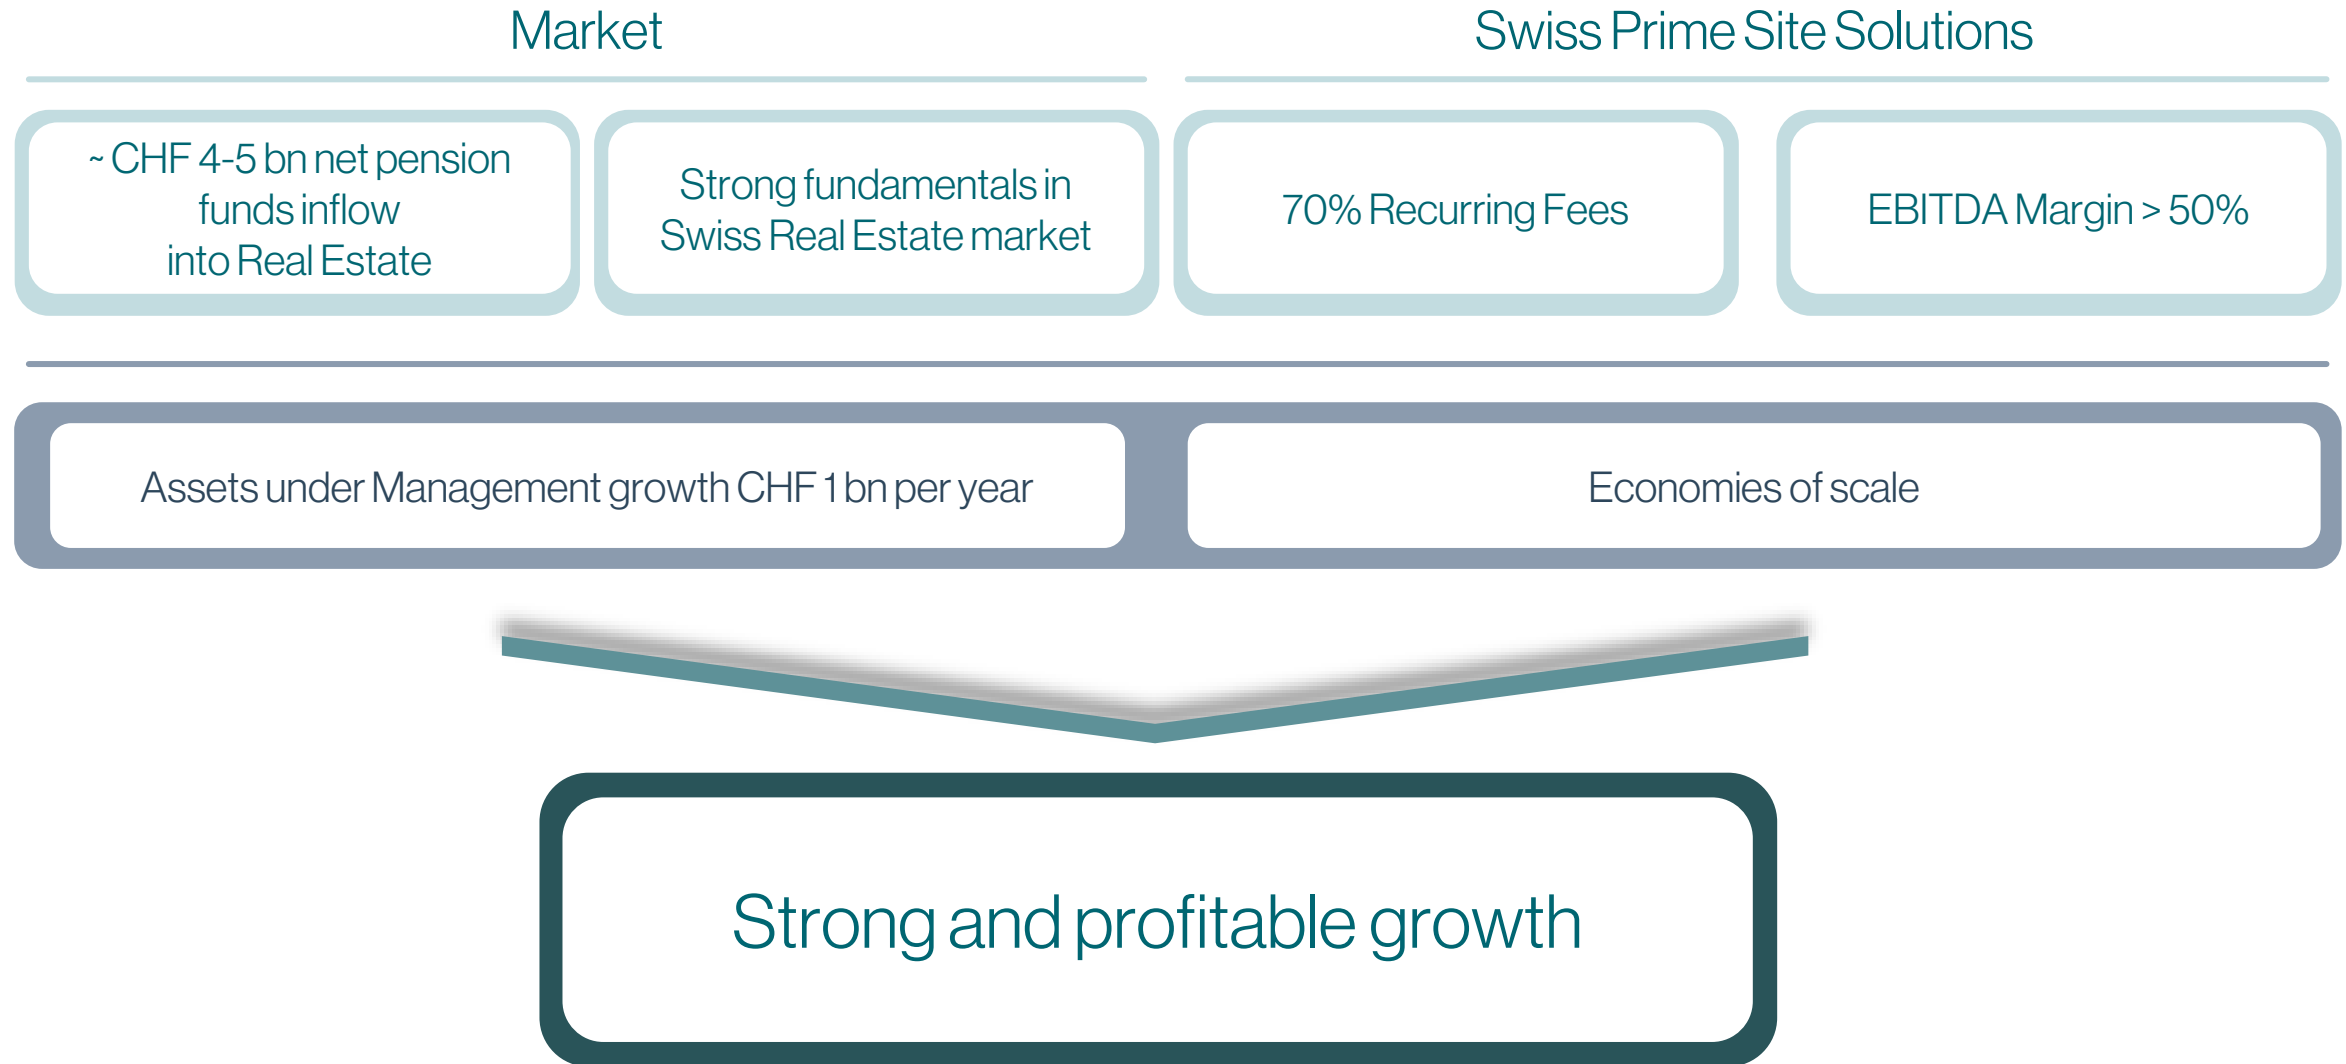 Market
Swiss Prime Site Solutions
~ CHF 4-5 bn net pension
funds inflow
into Real Estate
Strong fundamentals in
Swiss Real Estate market
70% Recurring Fees
EBITDA Margin > 50%
Assets under Management growth CHF 1 bn per year
Economies of scale
Strong and profitable growth